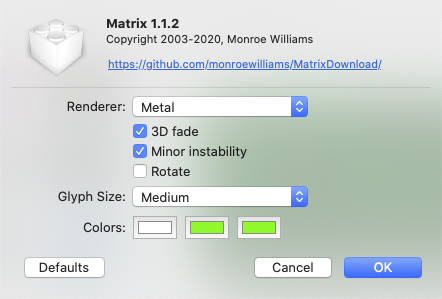 Matrix 1.1.2
Copyright 2003-2020, Monroe Williams
https://github.com/monroewilliams/MatrixDownload/
Renderer: Metal
3D fade
Minor instability
Rotate
Glyph Size: Medium
Colors:
Defaults Cancel OK